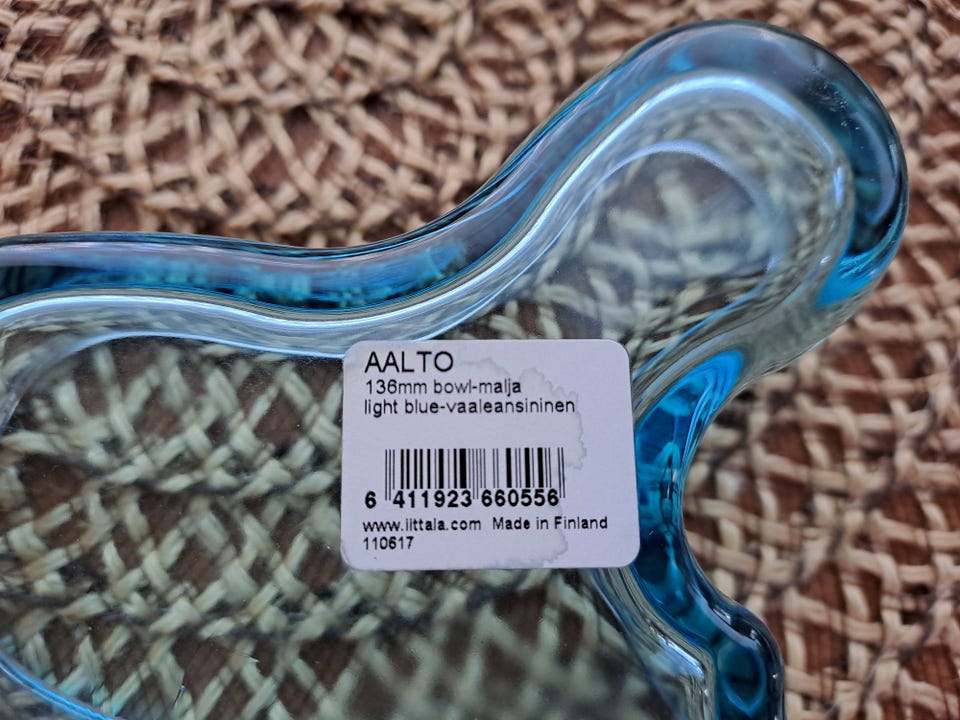 AALTO
136mm bowl-malja
light blue-vaaleansininen
6 411923 660556
www.iittala.com Made in Finland
110617